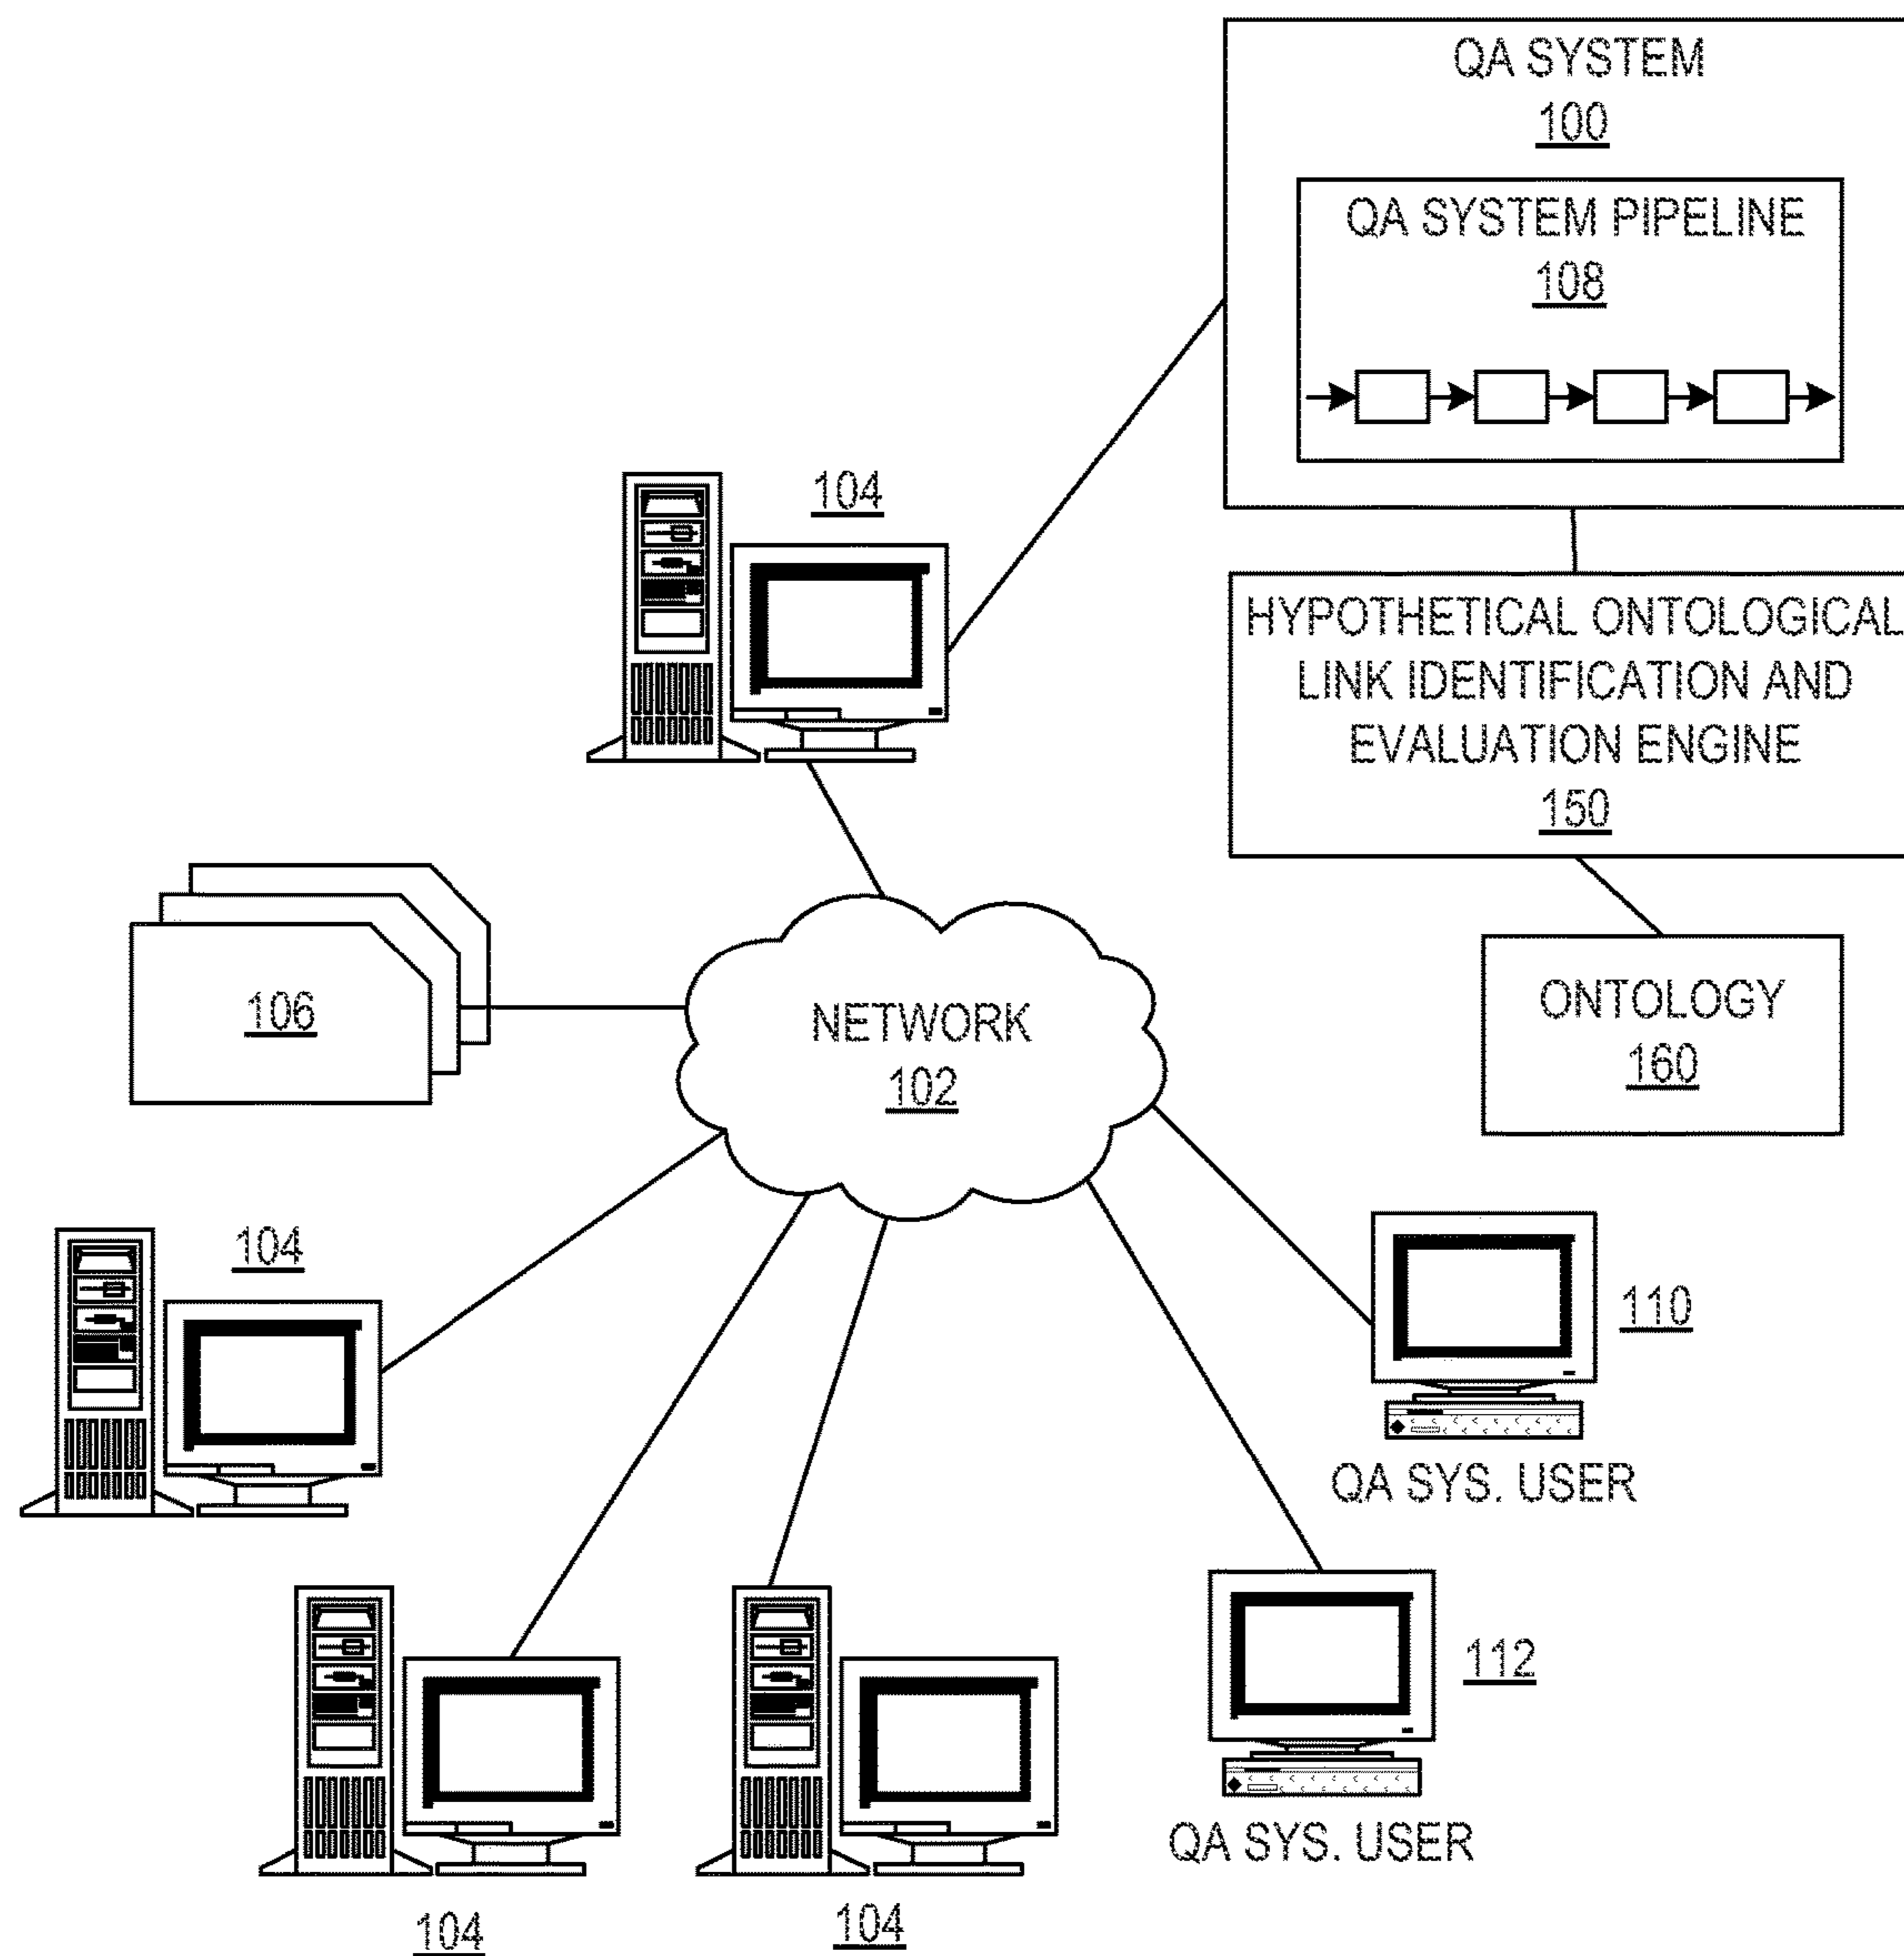 QA SYSTEM
100
QA SYSTEM PIPELINE
108
104
HYPOTHETICAL ONTOLOGICAL
LINK IDENTIFICATION AND
EVALUATION ENGINE
150
106
NETWORK
102
ONTOLOGY
160
104
110
QA SYS. USER
112
QA SYS. USER
104
104